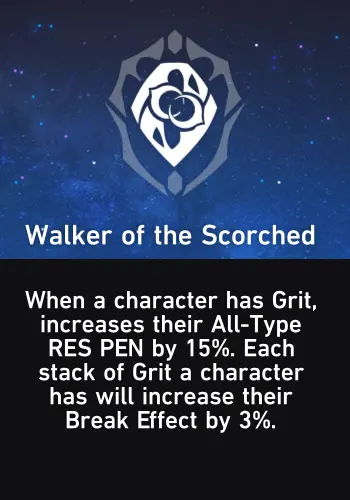 Walker of the Scorched
When a character has Grit,
increases their All-Type
RES PEN by 15%. Each
stack of Grit a character
has will increase their
Break Effect by 3%.